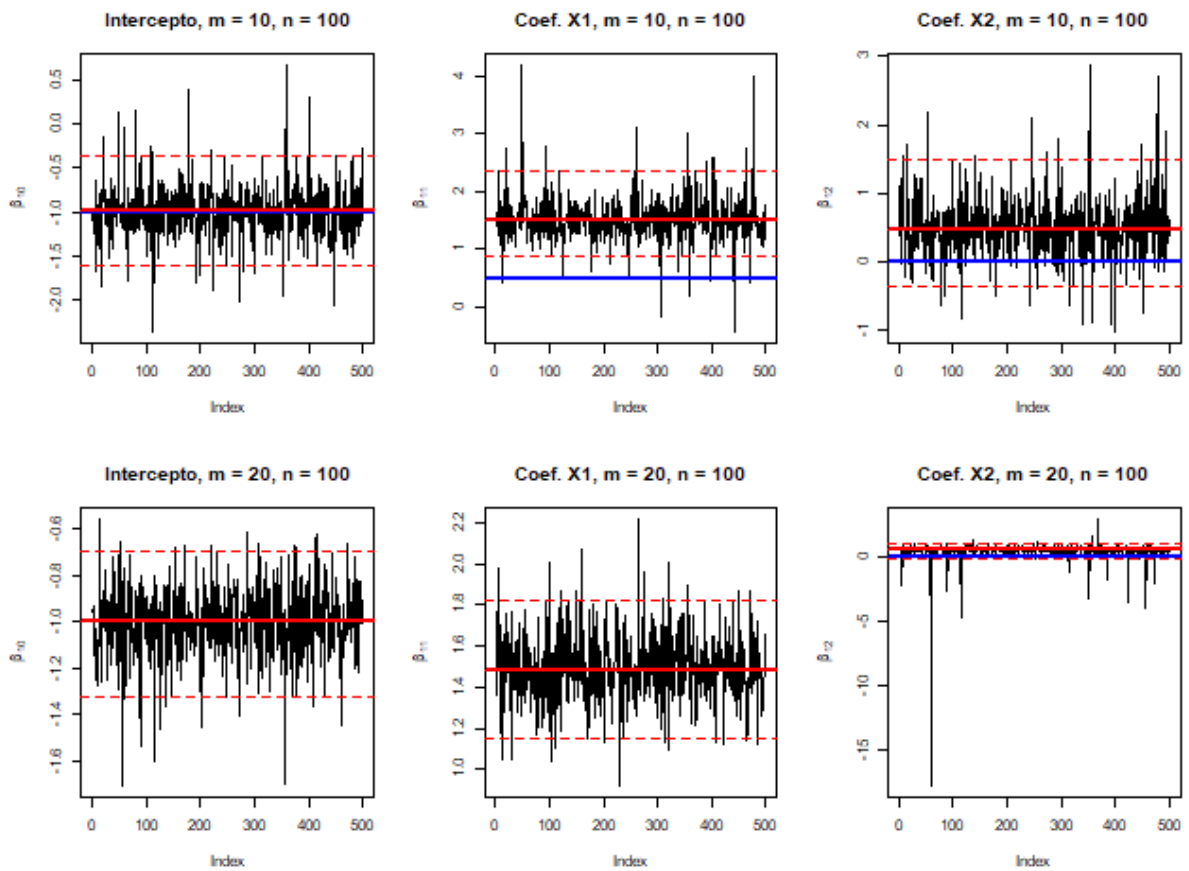 Intercepto, m = 10, n = 100
Coef. X1, m = 10, n = 100
Coef. X2, m = 10, n = 100
β10
0.5
0.0
-0.5
-1.0
-1.5
-2.0
0 100 200 300 400 500
Index
β11
4
3
2
1
0
0 100 200 300 400 500
Index
β12
3
2
1
0
-1
0 100 200 300 400 500
Index
Intercepto, m = 20, n = 100
Coef. X1, m = 20, n = 100
Coef. X2, m = 20, n = 100
β10
-0.6
-0.8
-1.0
-1.2
-1.4
-1.6
0 100 200 300 400 500
Index
β11
2.2
2.0
1.8
1.6
1.4
1.2
1.0
0 100 200 300 400 500
Index
β12
0
-5
-10
-15
0 100 200 300 400 500
Index